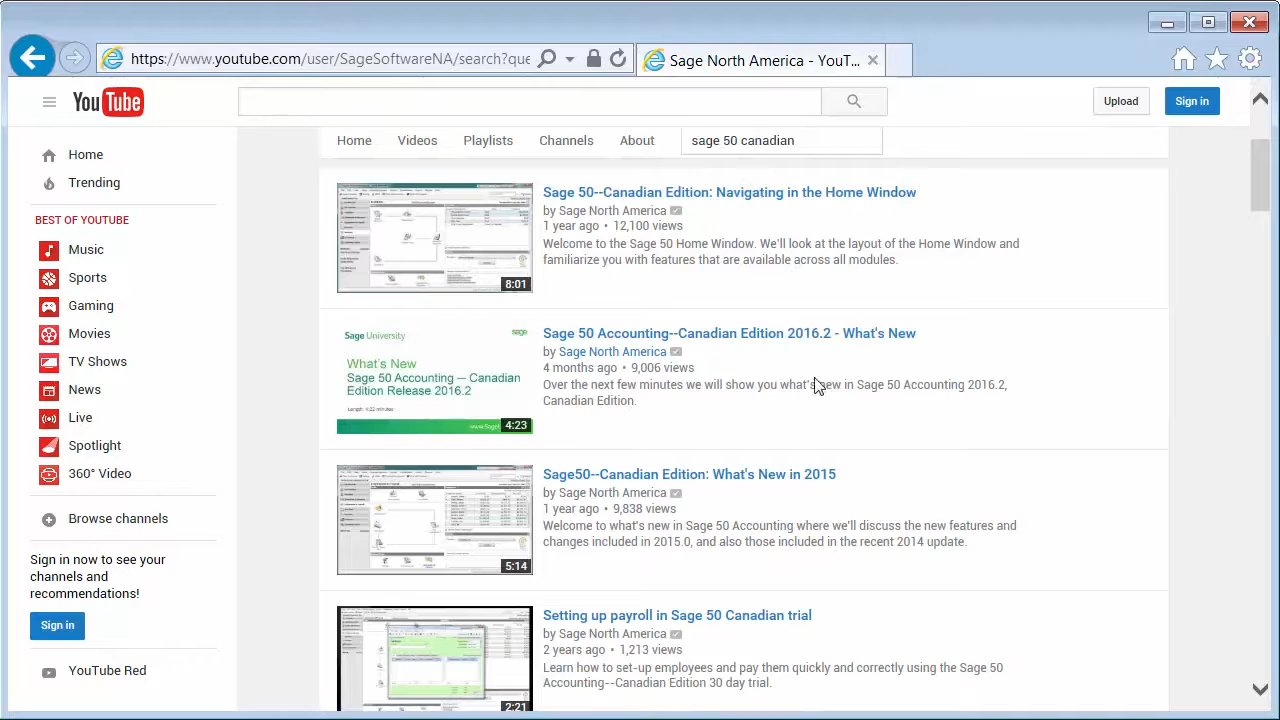 https://www.youtube.com/user/SageSoftwareNA/search?que
Sage North America - YouT...
YouTube
Upload
Sign in
Home
Videos
Playlists
Channels
About
sage 50 canadian
Home
Trending
BEST OF YOUTUBE
Music
Sports
Gaming
Movies
TV Shows
News
Live
Spotlight
360° Video
Browse channels
Sign in now to see your
channels and
recommendations!
Sign in
YouTube Red
Sage 50--Canadian Edition: Navigating the Home Window
by Sage North America
1 year ago • 2,100 views
Welcome to the Sage 50 Home Window. We'll look at the layout of the Home Window and
familiarize you with features that are available across all modules.
8:01
Sage University
sage
What's New
Sage 50 Accounting — Canadian
Edition Release 2016.2
Length: 4:22 minutes
4:23
Sage 50 Accounting--Canadian Edition 2016.2 - What's New
by Sage North America
4 months ago • 9,006 views
Over the next few minutes we will show you what's new in Sage 50 Accounting 2016.2,
Canadian Edition.
Sage50--Canadian Edition: What's New in 2015
by Sage North America
1 year ago • 9,838 views
Welcome to what's new in Sage 50 Accounting where we'll discuss the new features and
changes included in 2015.0, and also those included in the recent 2014 update.
5:14
Setting up payroll in Sage 50 Canadian trial
by Sage North America
2 years ago • 1,213 views
Learn how to set-up employees and pay them quickly and correctly using the Sage 50
Accounting--Canadian Edition 30 day trial.
2:21